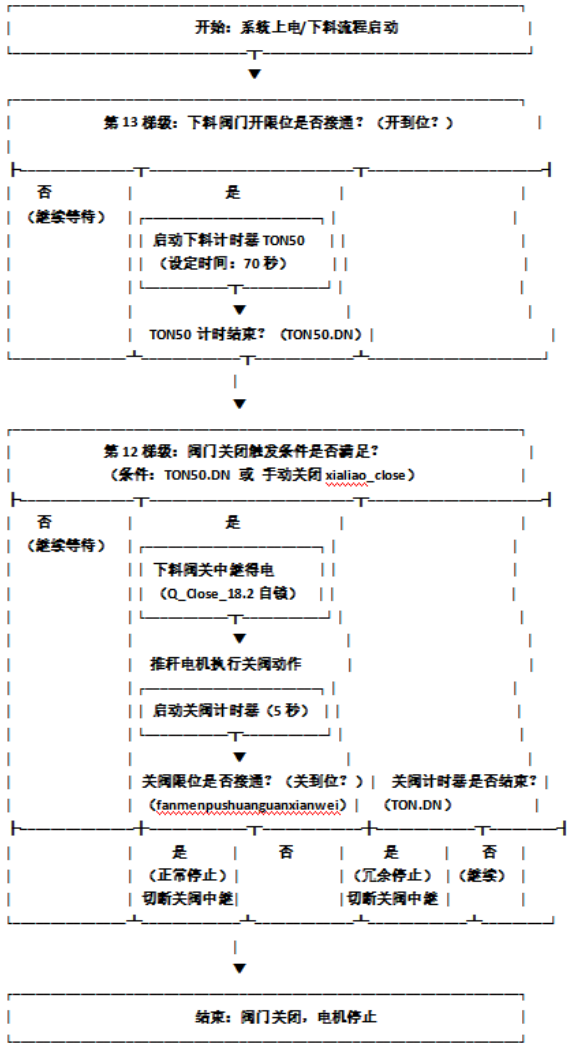 开始：系统上电/下料流程启动
第 13 梯级：下料阀门开限位是否接通？（开到位？）
否 是
（继续等待）
启动下料计时器 TON50
（设定时间：70 秒）
TON50 计时结束？（TON50.DN）
第 12 梯级：阀门关闭触发条件是否满足？
（条件：TON50.DN 或 手动关闭 xialiao_close）
否 是
（继续等待）
下料阀关中继得电
（Q_Close_18.2 自锁）
推杆电机执行关阀动作
启动关阀计时器（5 秒）
关阀限位是否接通？（关到位？） 关阀计时器是否结束？
（fanmenpushuanguanxianwei） （TON.DN）
是 否 是 否
（正常停止） （冗余停止） （继续）
切断关阀中继 切断关阀中继
结束：阀门关闭，电机停止